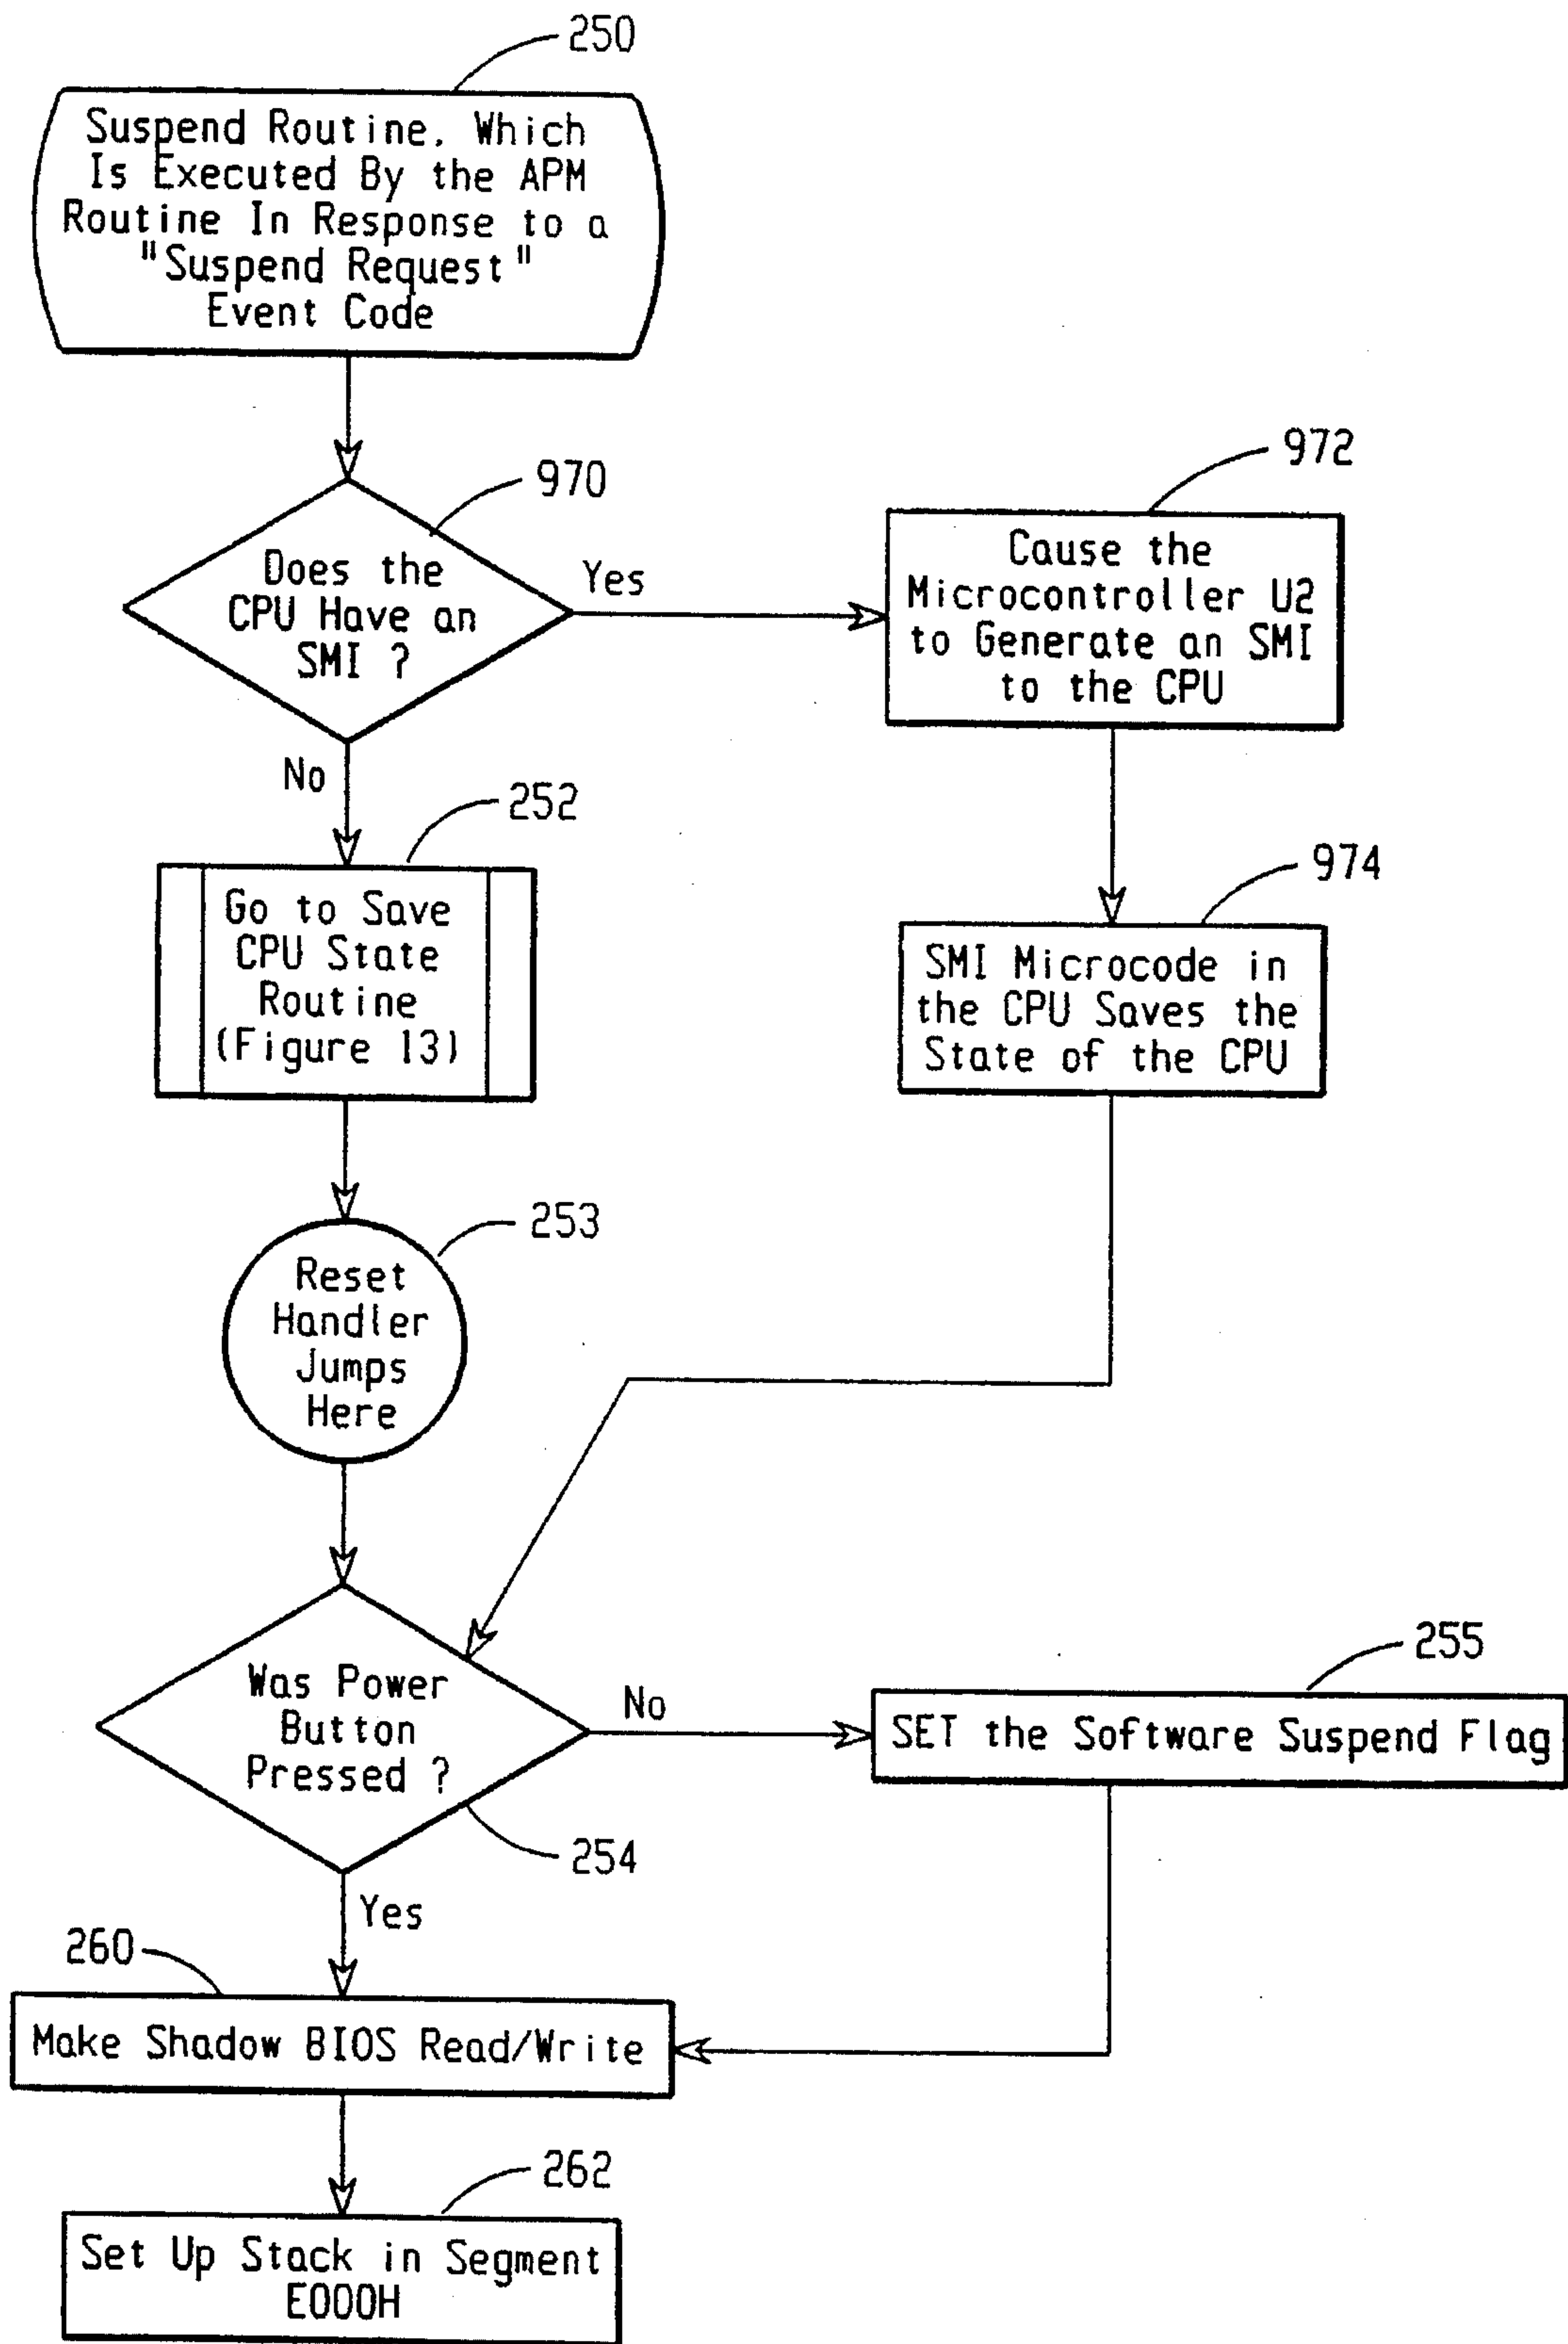 250
Suspend Routine, Which
Is Executed By the APM
Routine In Response to a
"Suspend Request"
Event Code
970
Does the
CPU Have an
SMI ?
Yes
No
972
Cause the
Microcontroller U2
to Generate an SMI
to the CPU
252
Go to Save
CPU State
Routine
(Figure 13)
974
SMI Microcode in
the CPU Saves the
State of the CPU
253
Reset
Handler
Jumps
Here
Was Power
Button
Pressed ?
254
No
Yes
255
SET the Software Suspend Flag
260
Make Shadow BIOS Read/Write
262
Set Up Stack in Segment
E000H